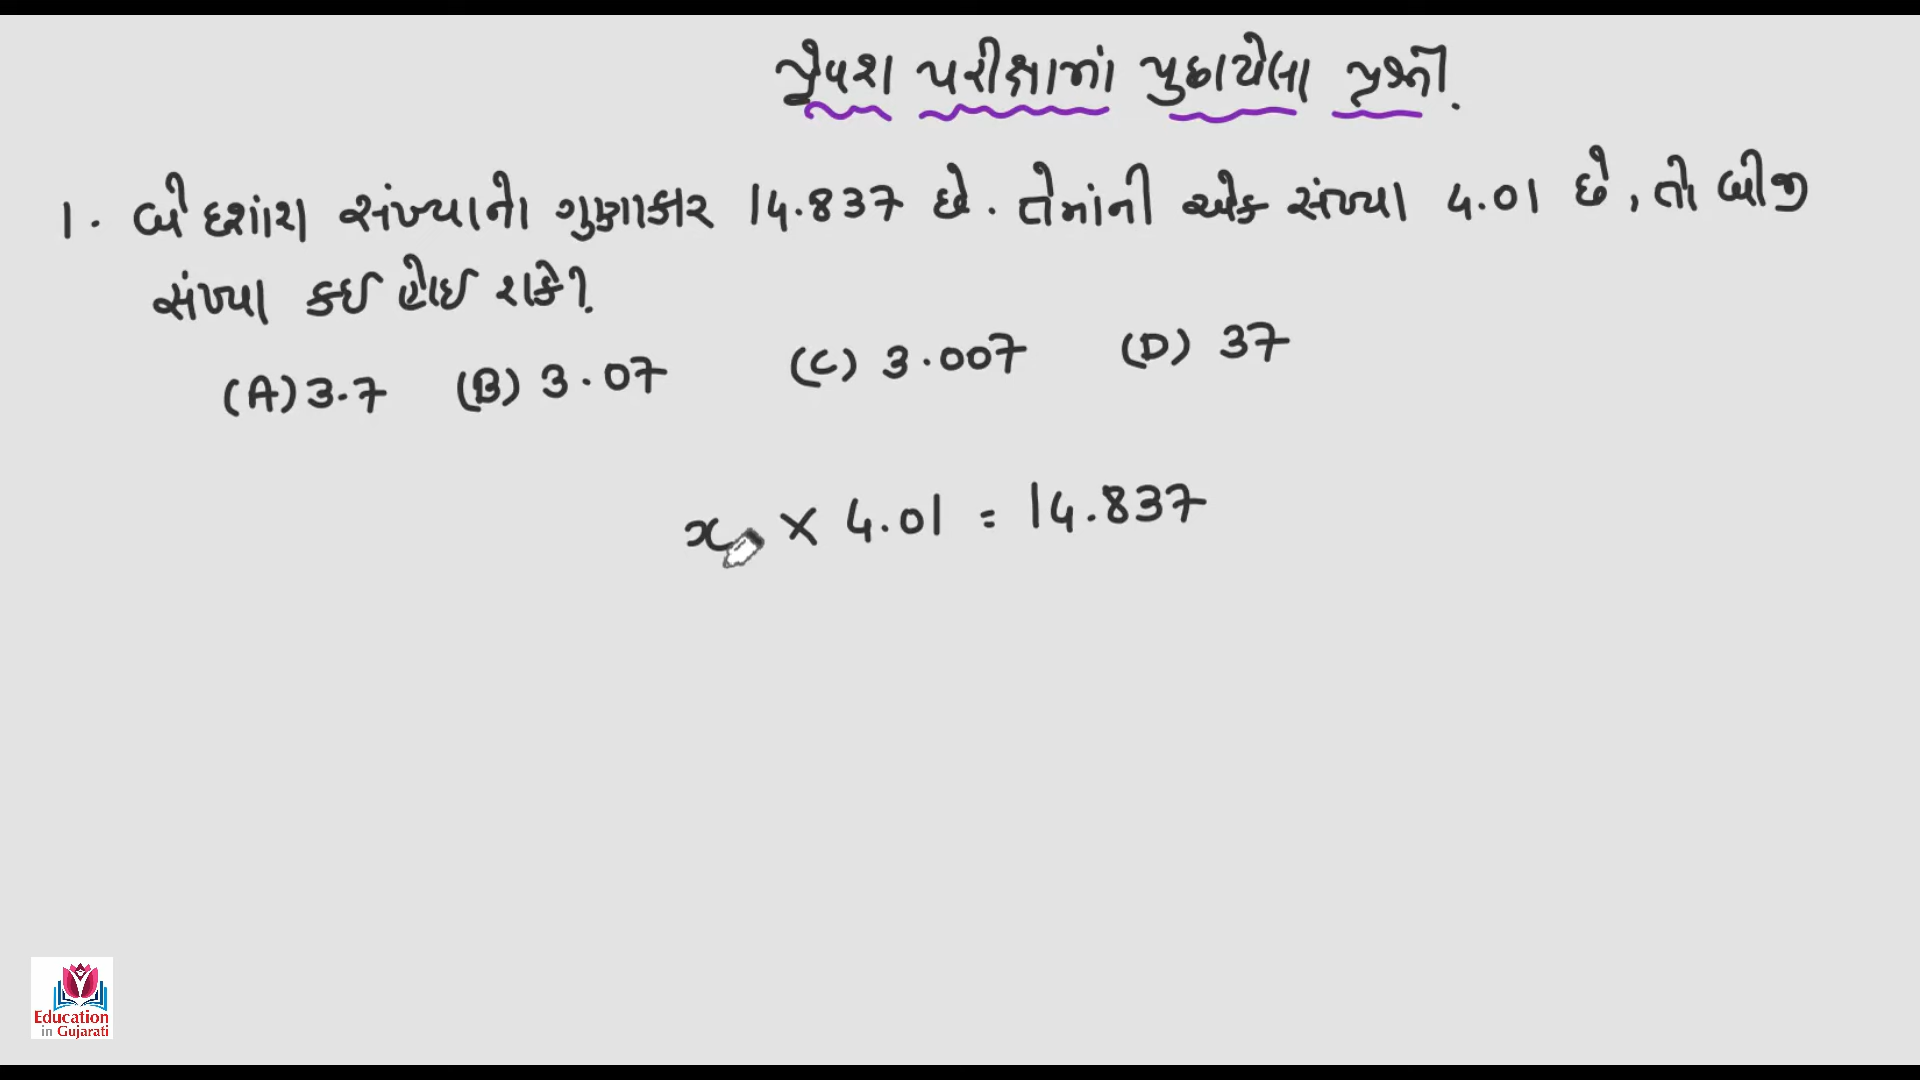 પ્રવેશ પરીક્ષામાં પુછાયેલા પ્રશ્નો.
1. બે દશાંશ સંખ્યાનો ગુણાકાર 14.837 છે. તેમાંની એક સંખ્યા 4.01 છે, તો બીજી
સંખ્યા કઈ હોઈ શકે?
(A) 3.7 (B) 3.07 (C) 3.007 (D) 37
x × 4.01 = 14.837
Education
in Gujarati